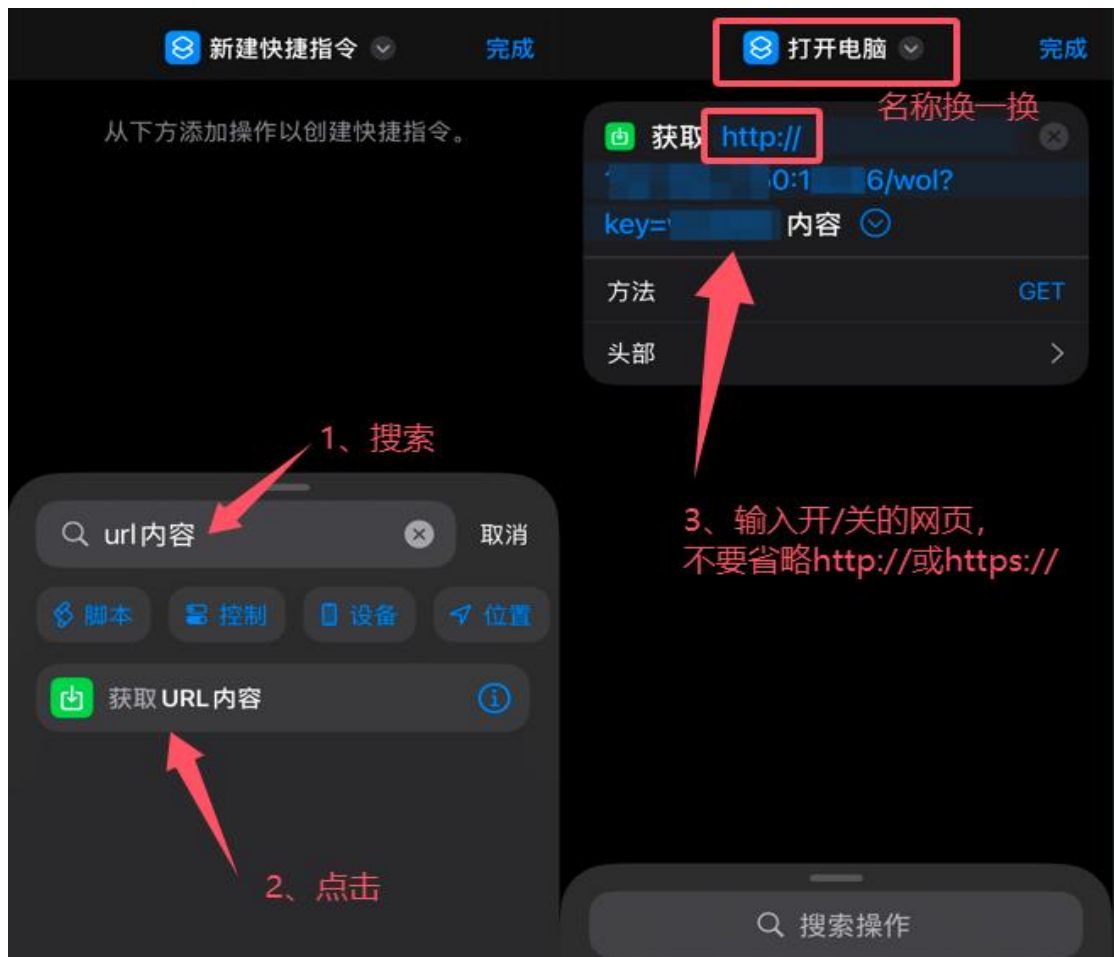 新建快捷指令
完成
从下方添加操作以创建快捷指令。
1、搜索
url内容
取消
脚本
控制
设备
位置
获取URL内容
2、点击
打开电脑
完成
名称换一换
获取 http://
0:1 6/wol?
key= 内容
方法
GET
头部
3、输入开/关的网页,
不要省略http://或https://
搜索操作